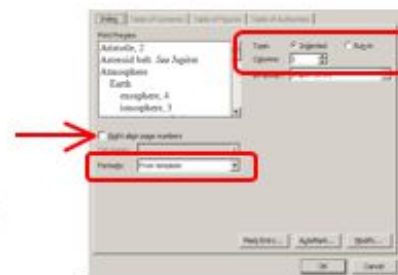 Index Table of Contents Table of Figures Table of Authorities
Print Preview
Aristotle, 2
Asteroid belt. See Jupiter
Atmosphere
Earth
exosphere, 4
ionosphere, 3
Type: Indented Run-in
Columns:
Right align page numbers
Formats: From template
Mark Entry... AutoMark... Modify...
OK Cancel